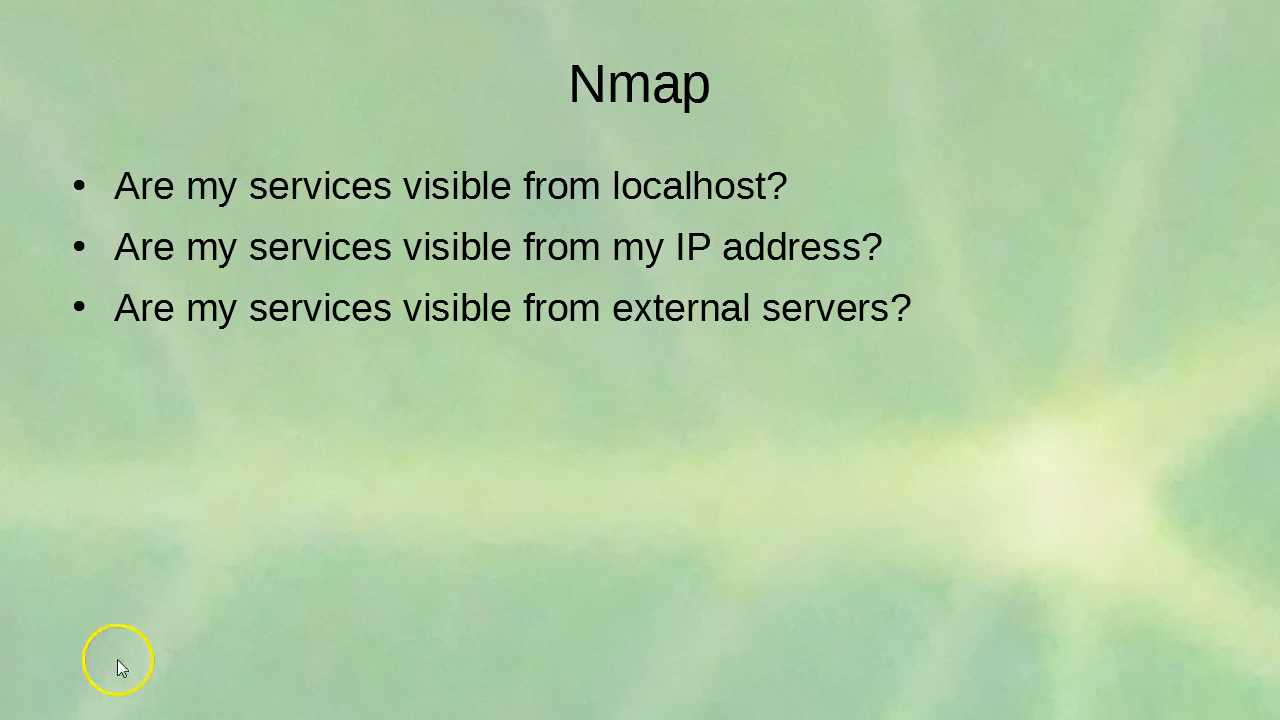 Nmap
• Are my services visible from localhost?
• Are my services visible from my IP address?
• Are my services visible from external servers?